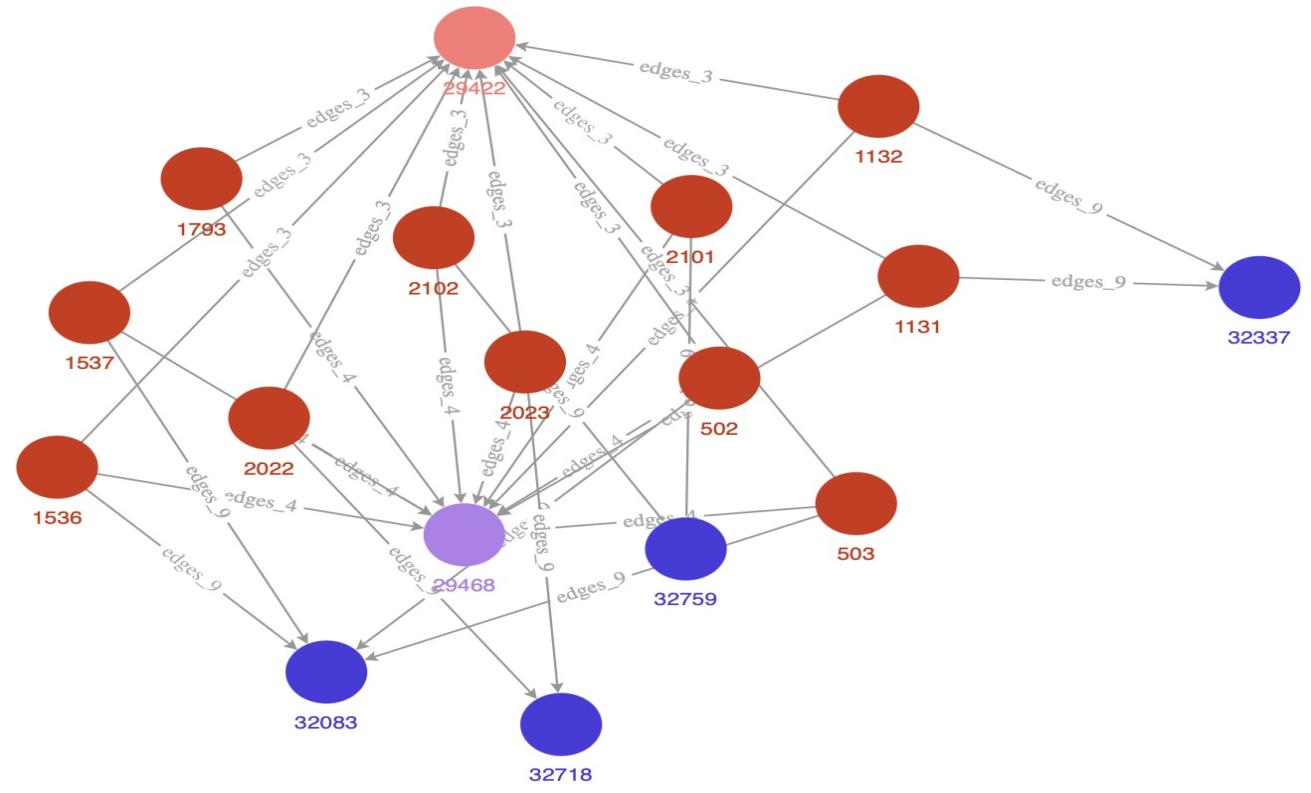 edges_3
29422
1132
edges_3
edges_3
edges_3
edges_3
edges_3
1793
edges_9
edges_3
edges_3
edges_3
2101
edges_3
edges_3
2102
edges_9
32337
1131
1537
edges_4
edges_4
2023
502
2022
edges_4
edges_4
edges_4
1536
edges_4
edges_9
edges_4
503
edges_9
edges_9
29468
32759
edges_9
32083
32718